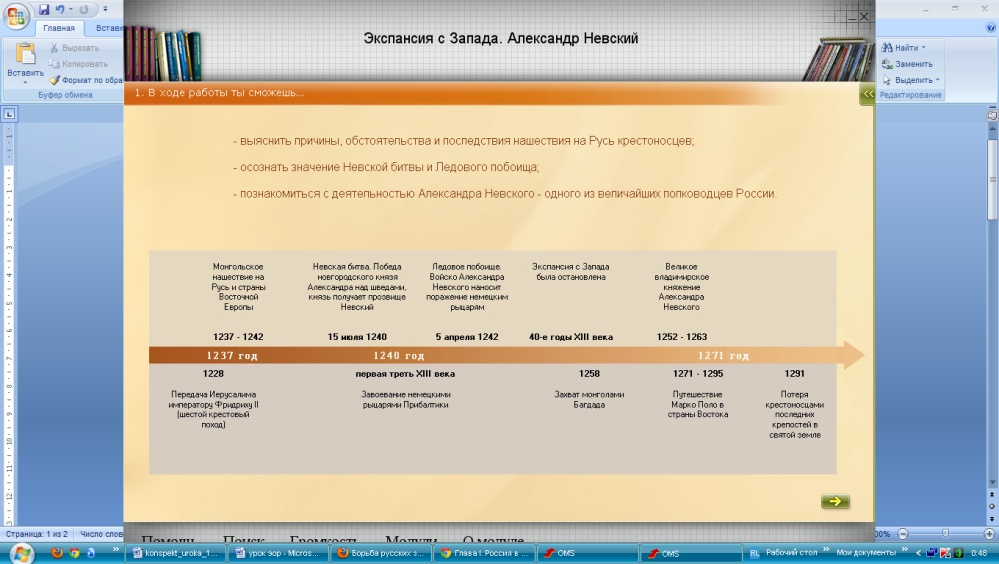 Экспансия с Запада. Александр Невский
Главная
Вставить
Вырезать
Копировать
Формат по обра
Буфер обмена
Найти
Заменить
Выделить
Редактирование
1. В ходе работы ты сможешь...
- выяснить причины, обстоятельства и последствия нашествия на Русь крестоносцев;
- осознать значение Невской битвы и Ледового побоища;
- познакомиться с деятельностью Александра Невского - одного из величайших полководцев России.
Монгольское
нашествие на
Русь и страны
Восточной
Европы
Невская битва. Победа
новгородского князя
Александра над шведами,
князь получает прозвище
Невский
Ледовое побоище.
Войско Александра
Невского наносит
поражение немецким
рыцарям
Экспансия с Запада
была остановлена
Великое
владимирское
княжение
Александра
Невского
1237 - 1242
15 июля 1240
5 апреля 1242
40-е годы XIII века
1252 - 1263
1237 год
1240 год
1271 год
1228
первая треть XIII века
1258
1271 - 1295
1291
Передача Иерусалима
императору Фридриху II
(шестой крестовый
поход)
Завоевание немецкими
рыцарями Прибалтики
Захват монголами
Багдада
Путешествие
Марко Поло в
страны Востока
Потеря
крестоносцами
последних
крепостей в
святой земле
Страница: 1 из 2
Число слов
Помощь Поиск Громкость Модули О модуле
konspekt_uroka_1...
урок эор - Micros...
Борьба русских з...
Глава I. Россия в ...
OMS
OMS
RL
Рабочий стол
Мои документы
0:48